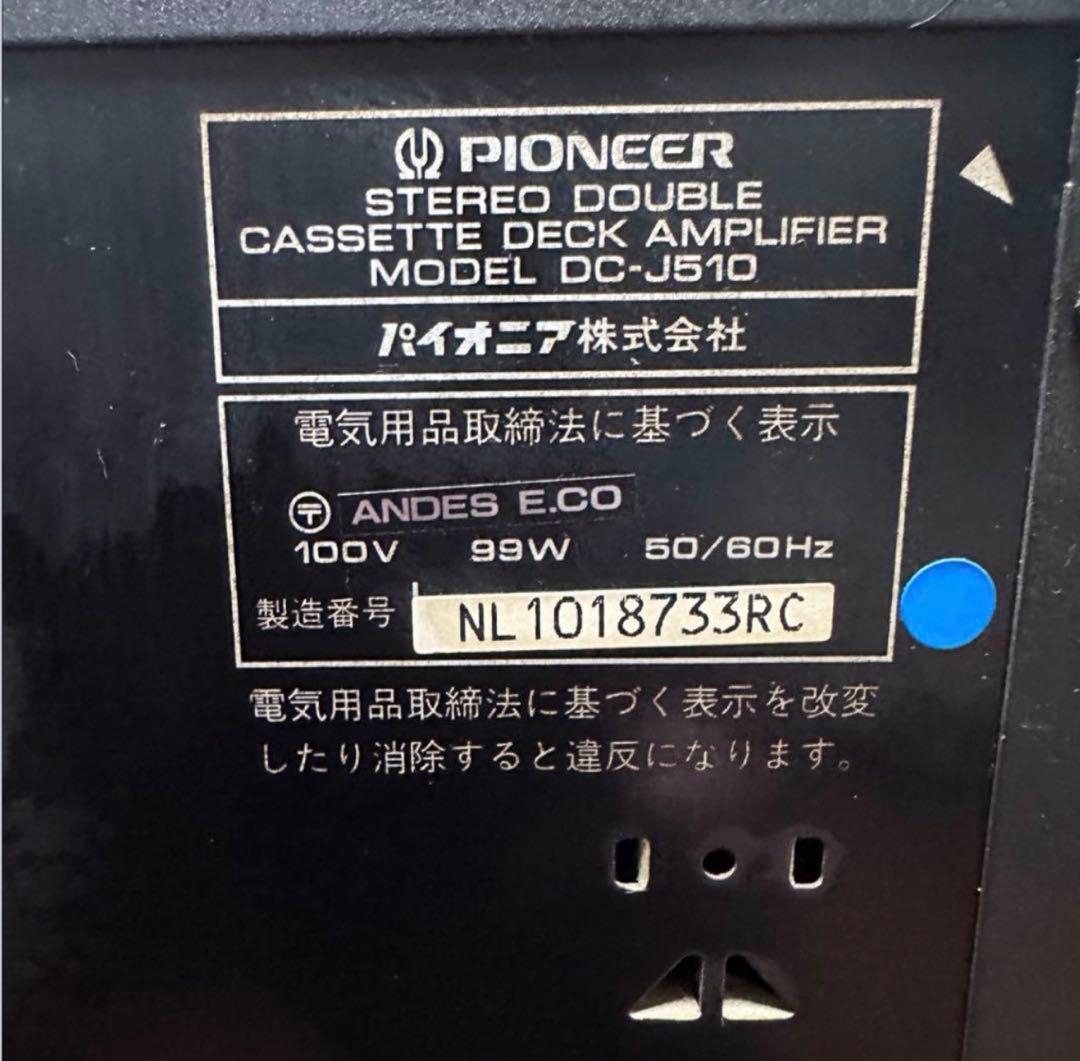 PIONEER
STEREO DOUBLE
CASSETTE DECK AMPLIFIER
MODEL DC-J510
パイオニア株式会社
電気用品取締法に基づく表示
〶 ANDES E.CO
100V 99W 50/60Hz
製造番号 NL1018733RC
電気用品取締法に基づく表示を改変
したり消除すると違反になります。